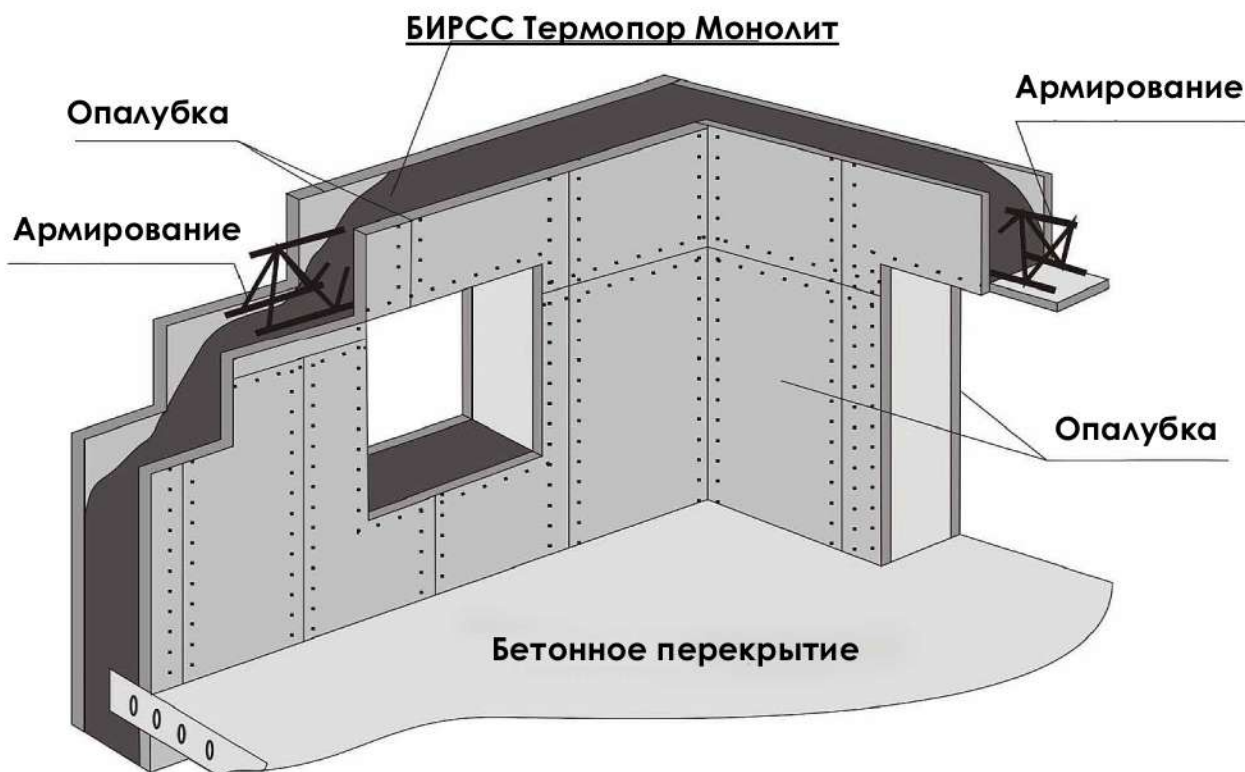 БИРСС Термопор Монолит
Армирование
Опалубка
Армирование
Опалубка
Бетонное перекрытие